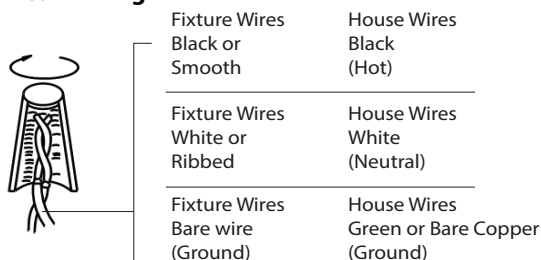 Fixture Wires House Wires
Black or Black
Smooth (Hot)
Fixture Wires House Wires
White or White
Ribbed (Neutral)
Fixture Wires House Wires
Bare wire Green or Bare Copper
(Ground) (Ground)